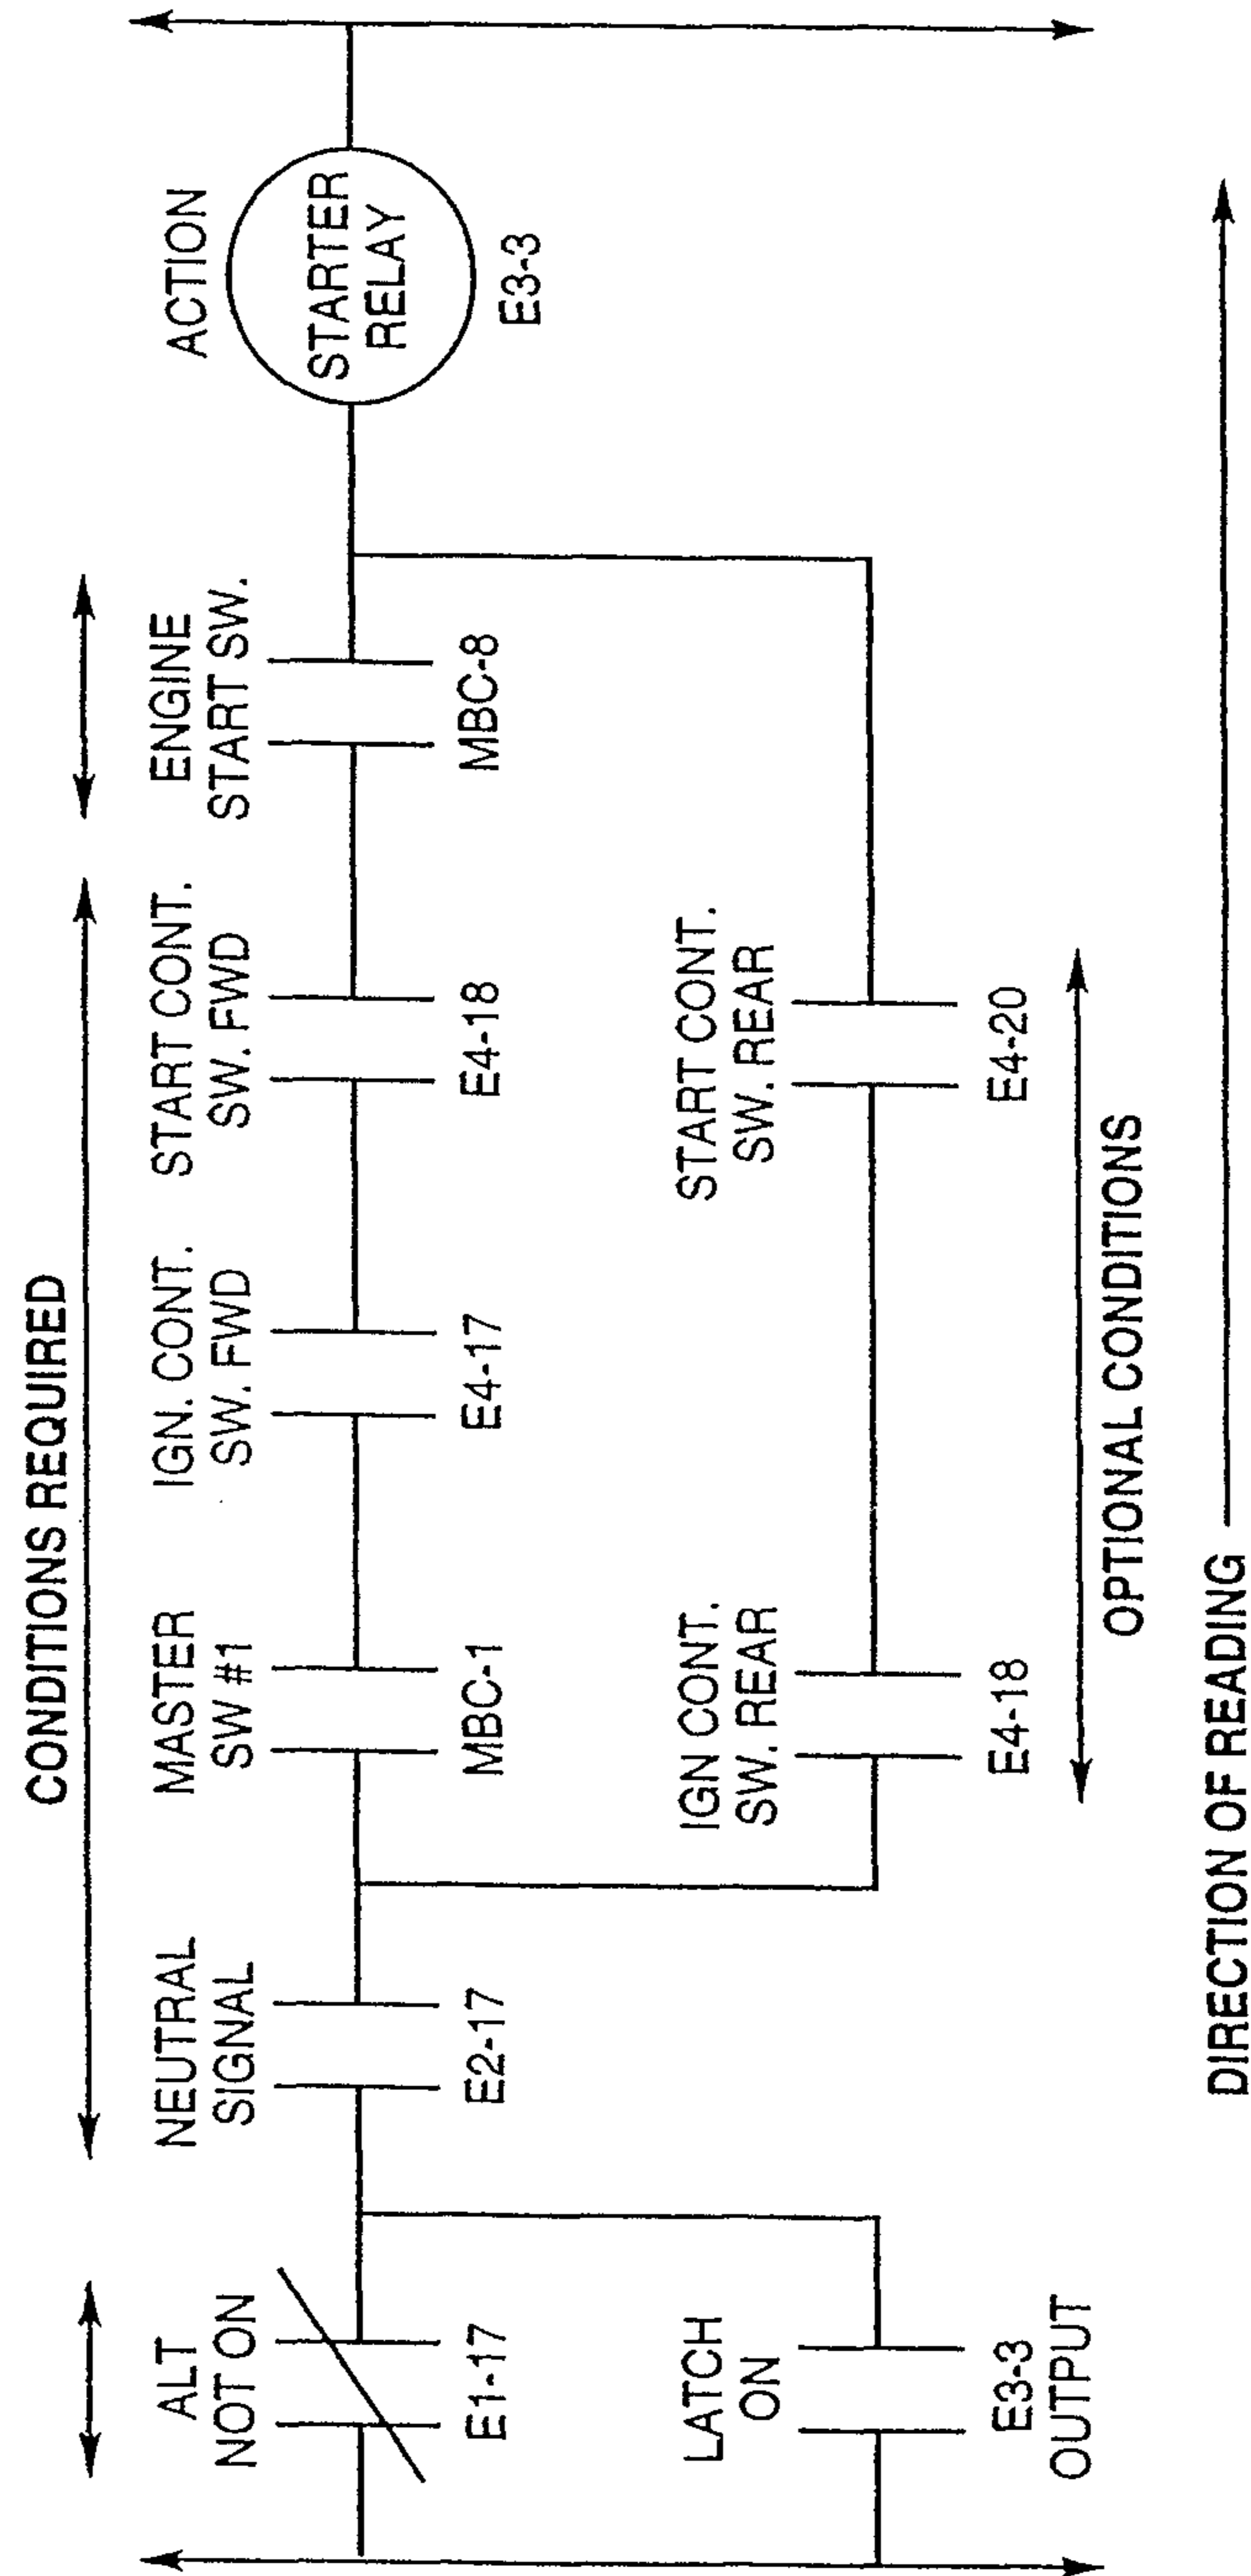 CONDITIONS REQUIRED
ALT
NOT ON
E1-17
NEUTRAL
SIGNAL
E2-17
MASTER
SW #1
MBC-1
IGN. CONT.
SW. FWD
E4-17
START CONT.
SW. FWD
E4-18
ENGINE
START SW.
MBC-8
ACTION
STARTER
RELAY
E3-3
LATCH
ON
E3-3
OUTPUT
IGN CONT.
SW. REAR
E4-18
START CONT.
SW. REAR
E4-20
OPTIONAL CONDITIONS
DIRECTION OF READING